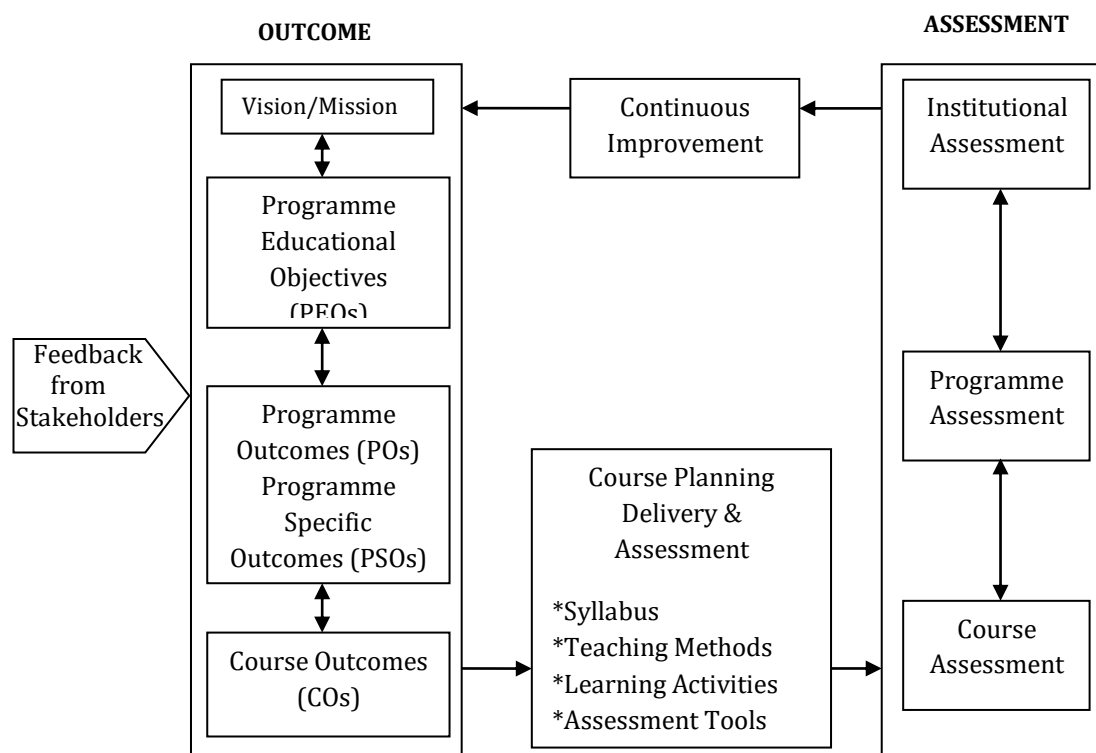 OUTCOME
ASSESSMENT
Vision/Mission
Programme
Educational
Objectives
(PEOs)
Programme
Outcomes (POs)
Programme
Specific
Outcomes (PSOs)
Course Outcomes
(COs)
Feedback
from
Stakeholders
Continuous
Improvement
Course Planning
Delivery &
Assessment
*Syllabus
*Teaching Methods
*Learning Activities
*Assessment Tools
Institutional
Assessment
Programme
Assessment
Course
Assessment